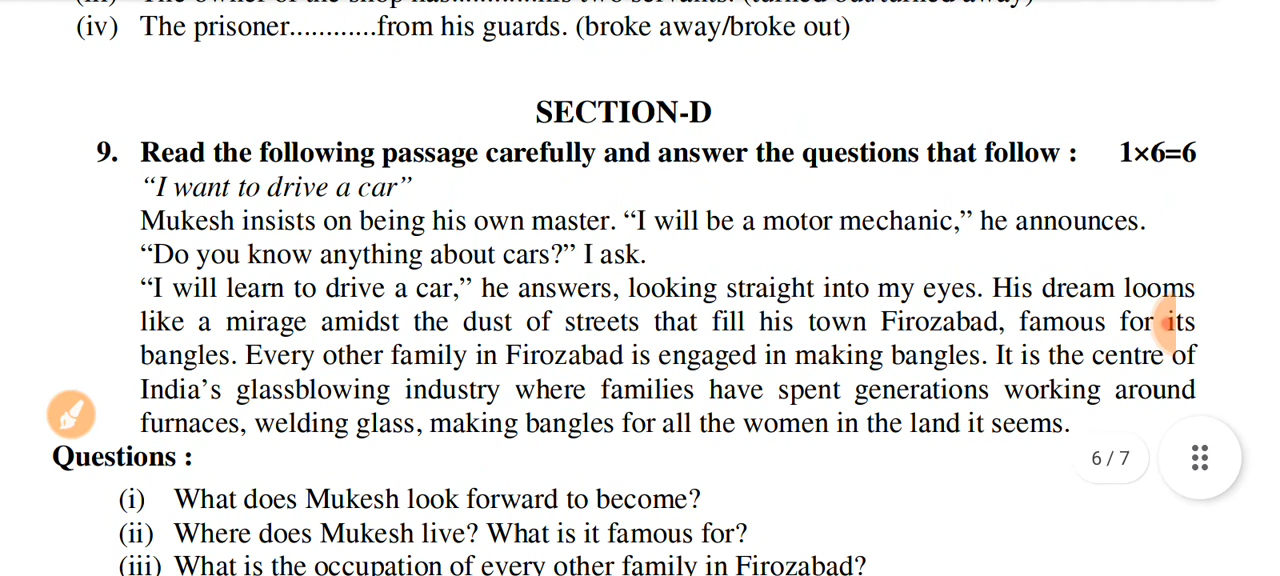 (iv) The prisoner............from his guards. (broke away/broke out)
SECTION-D
9. Read the following passage carefully and answer the questions that follow : 1×6=6
“I want to drive a car”
Mukesh insists on being his own master. “I will be a motor mechanic,” he announces.
“Do you know anything about cars?” I ask.
“I will learn to drive a car,” he answers, looking straight into my eyes. His dream looms
like a mirage amidst the dust of streets that fill his town Firozabad, famous for its
bangles. Every other family in Firozabad is engaged in making bangles. It is the centre of
India’s glassblowing industry where families have spent generations working around
furnaces, welding glass, making bangles for all the women in the land it seems.
Questions :
6 / 7
(i) What does Mukesh look forward to become?
(ii) Where does Mukesh live? What is it famous for?
(iii) What is the occupation of every other family in Firozabad?